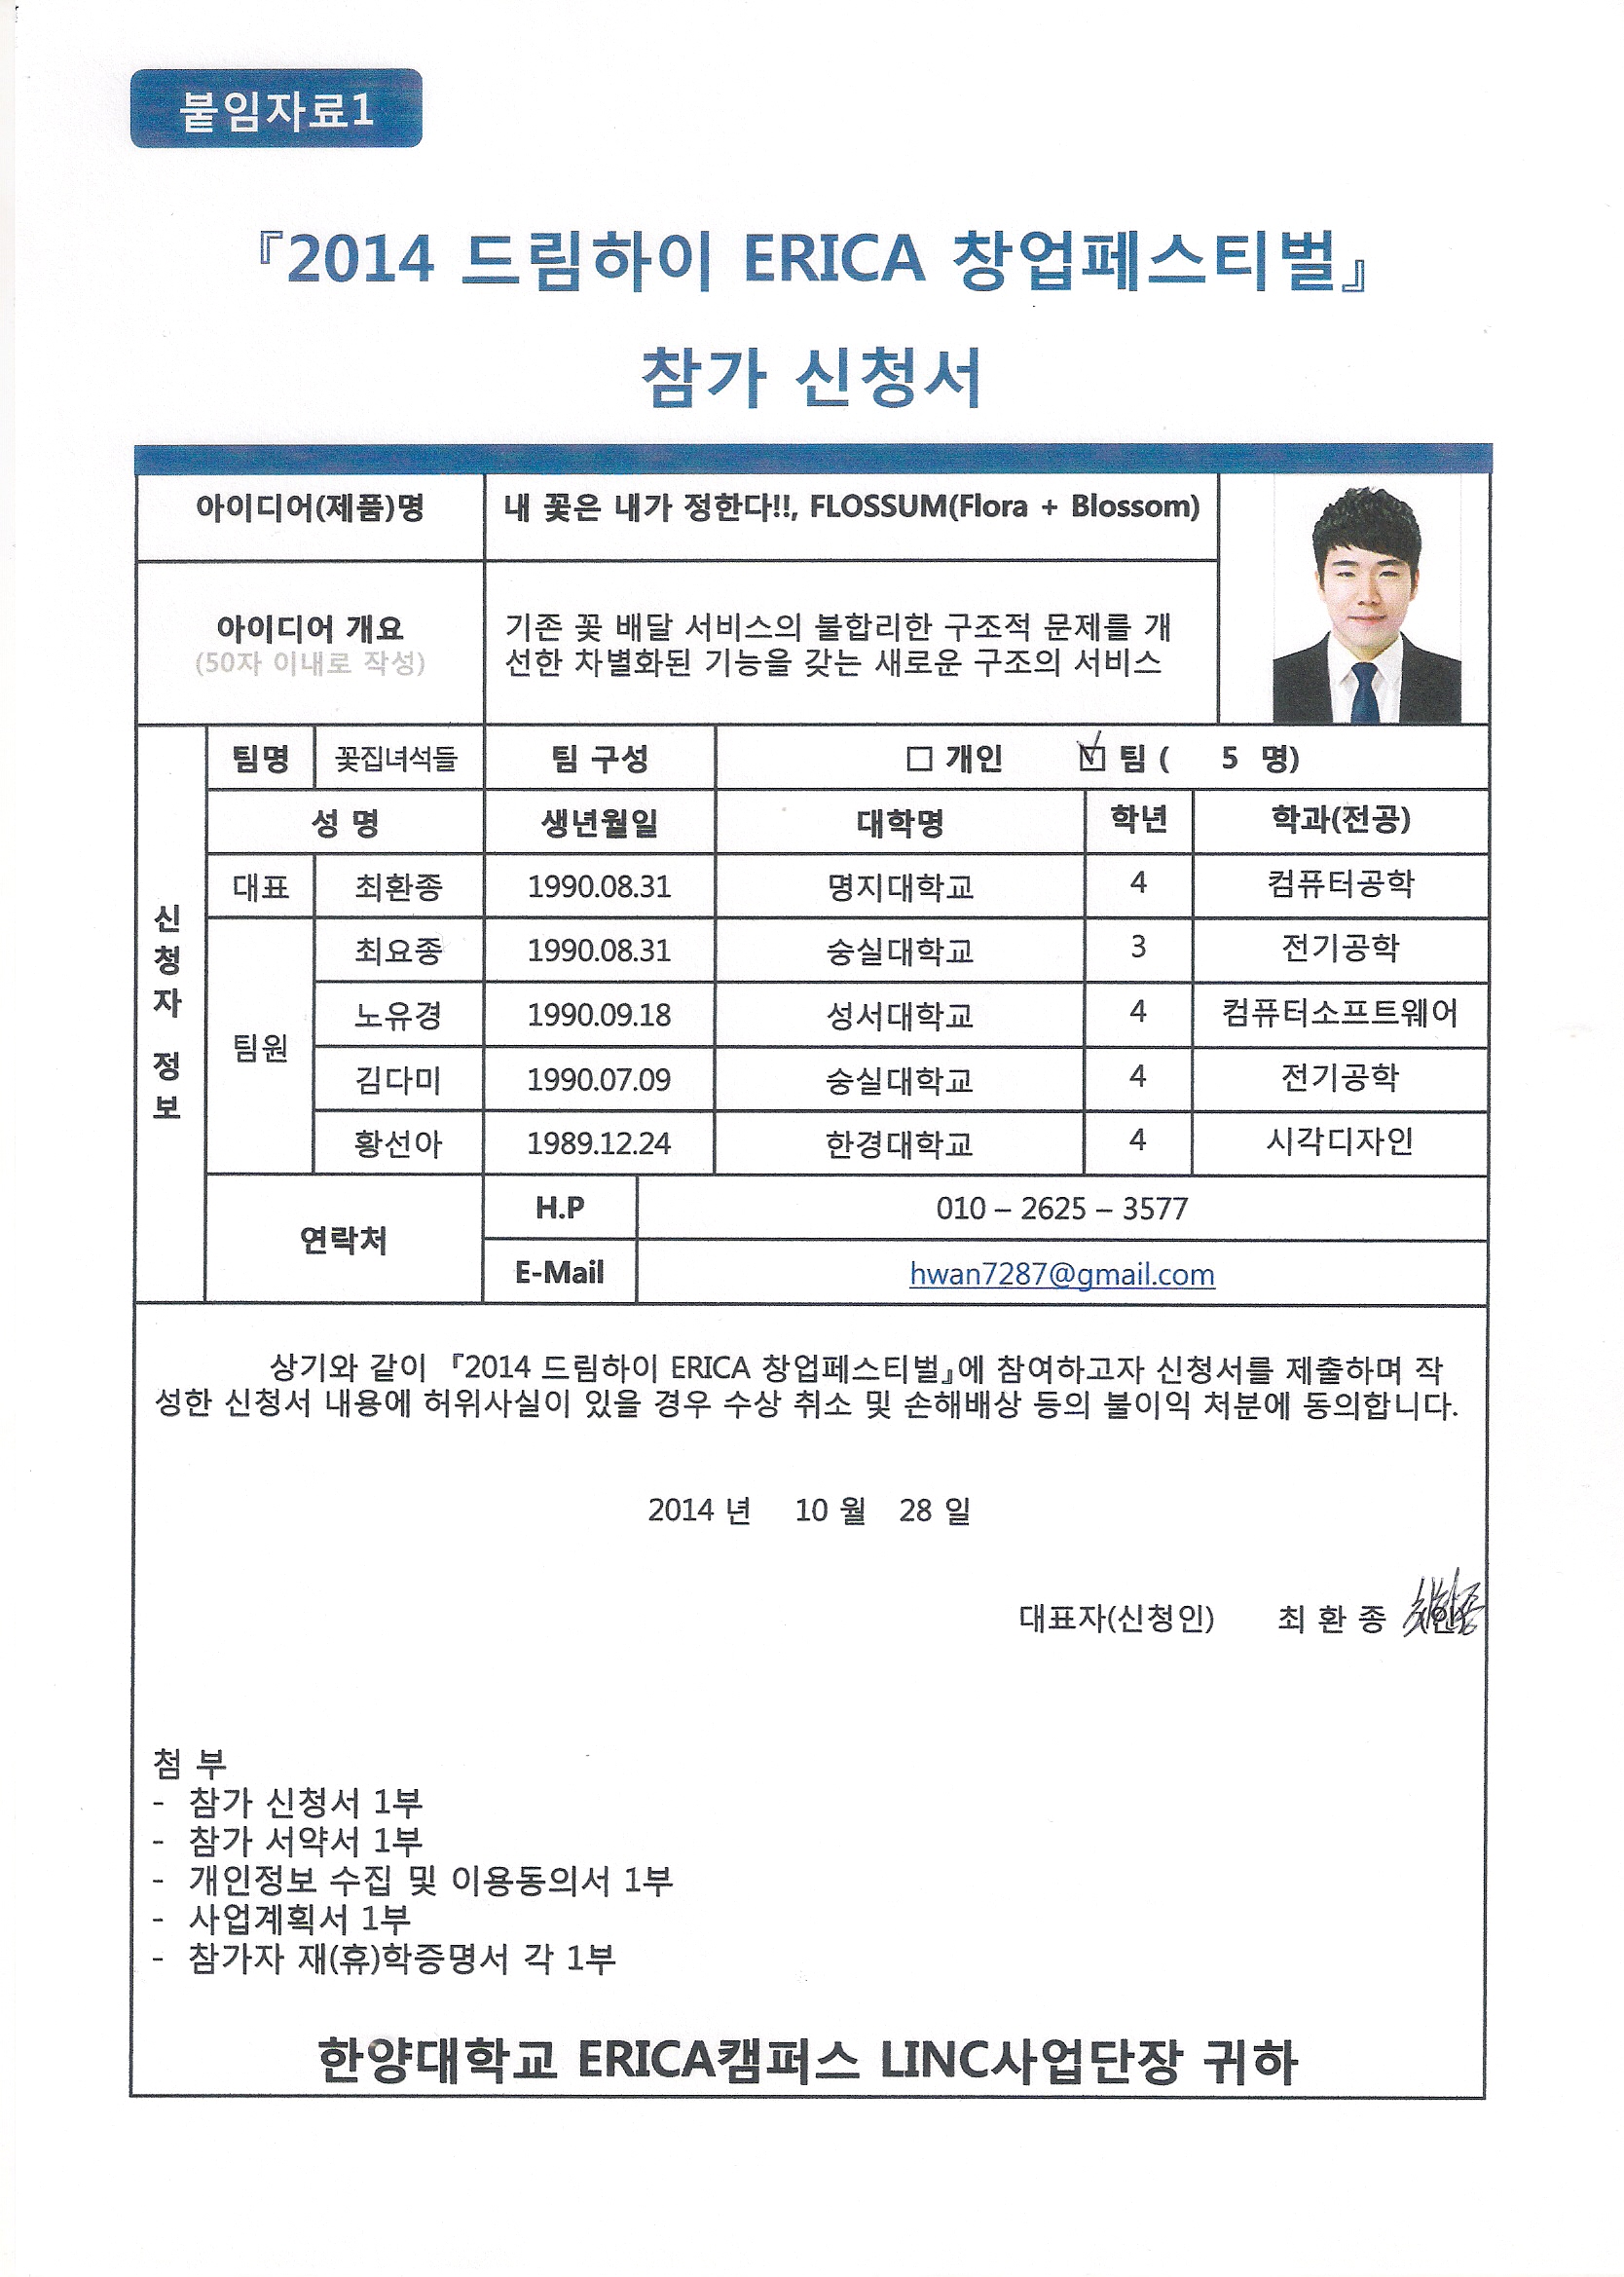 붙임자료1
『2014 드림하이 ERICA 창업페스티벌』
참가 신청서
아이디어(제품)명 내 꽃은 내가 정한다!!, FLOSSUM(Flora + Blossom)
아이디어 개요
(50자 이내로 작성)
기존 꽃 배달 서비스의 불합리한 구조적 문제를 개
선한 차별화된 기능을 갖는 새로운 구조의 서비스
신청자 정보
팀명 꽃집녀석들 팀 구성 □ 개인 ☑ 팀 ( 5 명)
성 명 생년월일 대학명 학년 학과(전공)
대표 최환종 1990.08.31 명지대학교 4 컴퓨터공학
팀원
최요종 1990.08.31 숭실대학교 3 전기공학
노유경 1990.09.18 성서대학교 4 컴퓨터소프트웨어
김다미 1990.07.09 숭실대학교 4 전기공학
황선아 1989.12.24 한경대학교 4 시각디자인
연락처
H.P 010 – 2625 – 3577
E-Mail hwan7287@gmail.com
상기와 같이 『2014 드림하이 ERICA 창업페스티벌』에 참여하고자 신청서를 제출하며 작
성한 신청서 내용에 허위사실이 있을 경우 수상 취소 및 손해배상 등의 불이익 처분에 동의합니다.
2014 년 10 월 28 일
대표자(신청인) 최 환 종
첨 부
- 참가 신청서 1부
- 참가 서약서 1부
- 개인정보 수집 및 이용동의서 1부
- 사업계획서 1부
- 참가자 재(휴)학증명서 각 1부
한양대학교 ERICA캠퍼스 LINC사업단장 귀하